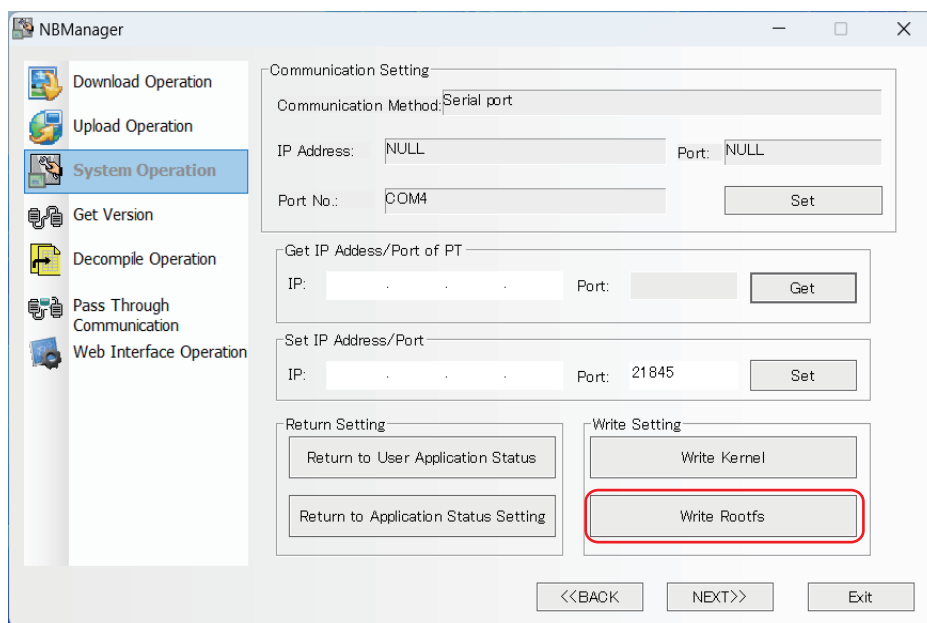 NBManager
Download Operation
Upload Operation
System Operation
Get Version
Decompile Operation
Pass Through
Communication
Web Interface Operation
Communication Setting
Communication Method: Serial port
IP Address: NULL Port: NULL
Port No.: COM4 Set
Get IP Addess/Port of PT
IP: . . . Port: Get
Set IP Address/Port
IP: . . . Port: 21845 Set
Return Setting
Return to User Application Status
Return to Application Status Setting
Write Setting
Write Kernel
Write Rootfs
<<BACK NEXT>> Exit